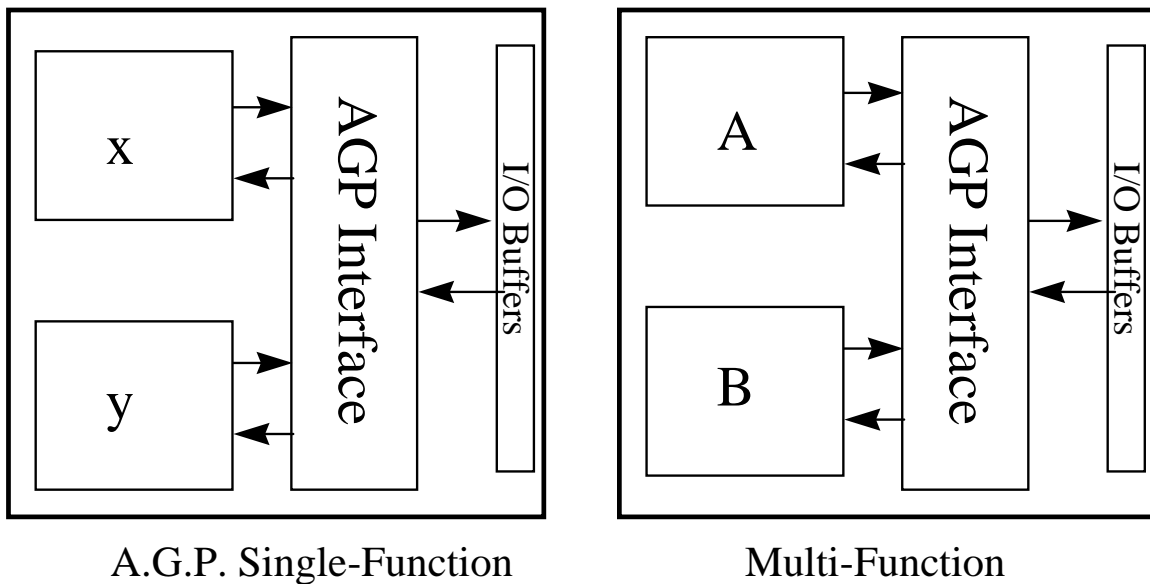 x
y
AGP Interface
I/O Buffers
A.G.P. Single-Function
A
B
AGP Interface
I/O Buffers
Multi-Function